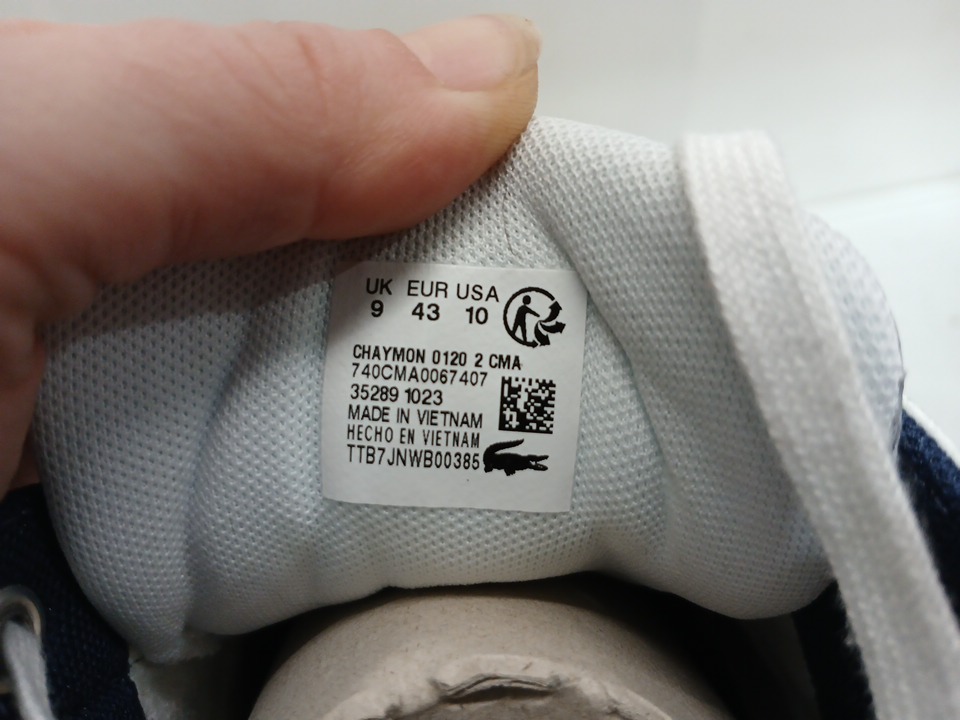 UK EUR USA
9 43 10
CHAYMON 0120 2 CMA
740CMA0067407
35289 1023
MADE IN VIETNAM
HECHO EN VIETNAM
TTB7JNWB00385